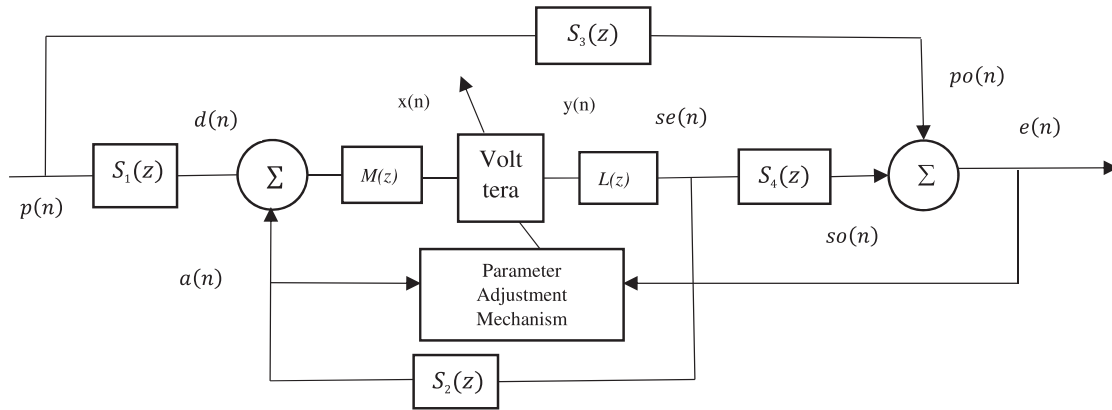 S₃(z)
po(n)
x(n)
y(n)
d(n)
se(n)
e(n)
S₁(z)
Σ
M(z)
Volt
tera
L(z)
S₄(z)
Σ
p(n)
so(n)
a(n)
Parameter
Adjustment
Mechanism
S₂(z)